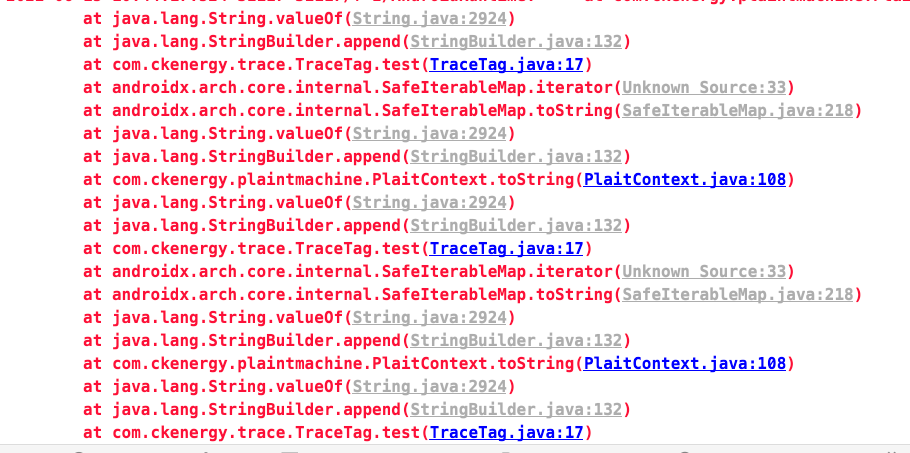 at java.lang.String.valueOf(String.java:2924)
at java.lang.StringBuilder.append(StringBuilder.java:132)
at com.ckenergy.trace.TraceTag.test(TraceTag.java:17)
at androidx.arch.core.internal.SafeIterableMap.iterator(Unknown Source:33)
at androidx.arch.core.internal.SafeIterableMap.toString(SafeIterableMap.java:218)
at java.lang.String.valueOf(String.java:2924)
at java.lang.StringBuilder.append(StringBuilder.java:132)
at com.ckenergy.plaintmachine.PlaitContext.toString(PlaitContext.java:108)
at java.lang.String.valueOf(String.java:2924)
at java.lang.StringBuilder.append(StringBuilder.java:132)
at com.ckenergy.trace.TraceTag.test(TraceTag.java:17)
at androidx.arch.core.internal.SafeIterableMap.iterator(Unknown Source:33)
at androidx.arch.core.internal.SafeIterableMap.toString(SafeIterableMap.java:218)
at java.lang.String.valueOf(String.java:2924)
at java.lang.StringBuilder.append(StringBuilder.java:132)
at com.ckenergy.plaintmachine.PlaitContext.toString(PlaitContext.java:108)
at java.lang.String.valueOf(String.java:2924)
at java.lang.StringBuilder.append(StringBuilder.java:132)
at com.ckenergy.trace.TraceTag.test(TraceTag.java:17)